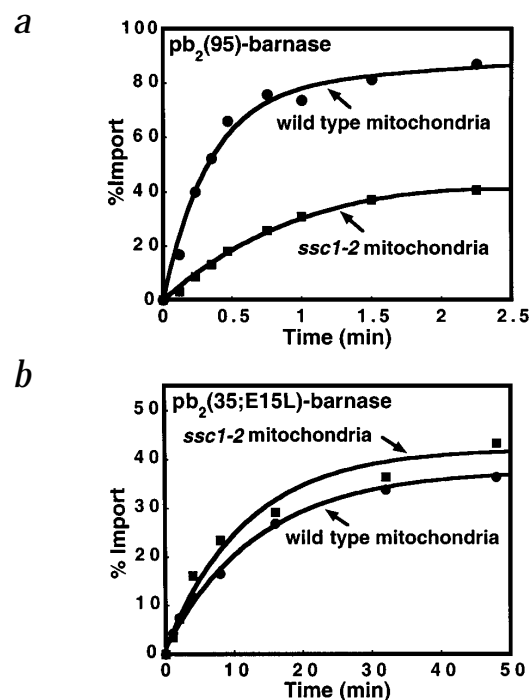 a
pb₂(95)-barnase
100
80
60
40
20
0
%Import
wild type mitochondria
ssc1-2 mitochondria
0 0.5 1 1.5 2 2.5
Time (min)
b
pb₂(35;E15L)-barnase
ssc1-2 mitochondria
50
40
30
20
10
0
% Import
wild type mitochondria
0 10 20 30 40 50
Time (min)